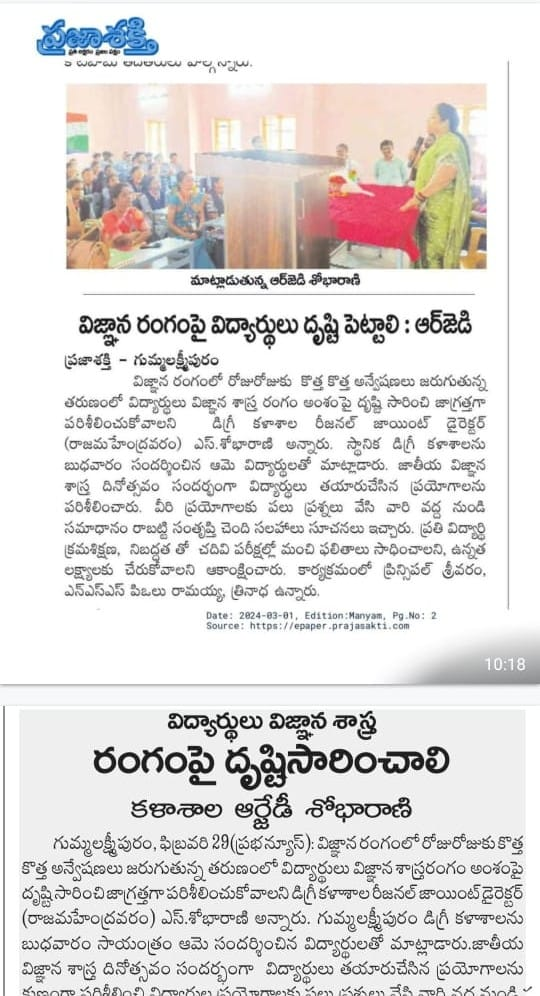 ప్రజాశక్తి
మాట్లాడుతున్న ఆర్‌జెడి శోభారాణి
విజ్ఞాన రంగంపై విద్యార్థులు దృష్టి పెట్టాలి : ఆర్‌జెడి
ప్రజాశక్తి - గుమ్మలక్ష్మీపురం
విజ్ఞాన రంగంలో రోజురోజుకు కొత్త కొత్త అన్వేషణలు జరుగుతున్న
తరుణంలో విద్యార్థులు విజ్ఞాన శాస్త్ర రంగం అంశంపై దృష్టి సారించి జాగ్రత్తగా
పరిశీలించుకోవాలని డిగ్రీ కళాశాల రీజనల్ జాయింట్ డైరెక్టర్
(రాజమహేంద్రవరం) ఎస్.శోభారాణి అన్నారు. స్థానిక డిగ్రీ కళాశాలను
బుధవారం సందర్శించిన ఆమె విద్యార్థులతో మాట్లాడారు. జాతీయ విజ్ఞాన
శాస్త్ర దినోత్సవం సందర్భంగా విద్యార్థులు తయారుచేసిన ప్రయోగాలను
పరిశీలించారు. వీరి ప్రయోగాలకు పలు ప్రశ్నలు వేసి వారి వద్ద నుండి
సమాధానం రాబట్టి సంతృప్తి చెంది సలహాలు సూచనలు ఇచ్చారు. ప్రతి విద్యార్థి
క్రమశిక్షణ, నిబద్ధత తో చదివి పరీక్షల్లో మంచి ఫలితాలు సాధించాలని, ఉన్నత
లక్ష్యాలకు చేరుకోవాలని ఆకాంక్షించారు. కార్యక్రమంలో ప్రిన్సిపల్ శ్రీవరం,
ఎన్ఎస్ఎస్ పిఒలు రామయ్య, త్రినాధ ఉన్నారు.
Date: 2024-03-01, Edition:Manyam, Pg.No: 2
Source: https://epaper.prajasakti.com
10:18
విద్యార్థులు విజ్ఞాన శాస్త్ర
రంగంపై దృష్టిసారించాలి
కళాశాల ఆర్జేడీ శోభారాణి
గుమ్మలక్ష్మీపురం, ఫిబ్రవరి 29(ప్రభన్యూస్): విజ్ఞానరంగంలో రోజురోజుకు కొత్త
కొత్త అన్వేషణలు జరుగుతున్న తరుణంలో విద్యార్థులు విజ్ఞానశాస్త్రరంగం అంశంపై
దృష్టిసారించి జాగ్రత్తగా పరిశీలించుకోవాలని డిగ్రీకళాశాల రీజనల్ జాయింట్ డైరెక్టర్
(రాజమహేంద్రవరం) ఎస్.శోభారాణి అన్నారు. గుమ్మలక్ష్మీపురం డిగ్రీ కళాశాలను
బుధవారం సాయంత్రం ఆమె సందర్శించిన విద్యార్థులతో మాట్లాడారు.జాతీయ
విజ్ఞాన శాస్త్ర దినోత్సవం సందర్భంగా విద్యార్థులు తయారుచేసిన ప్రయోగాలను